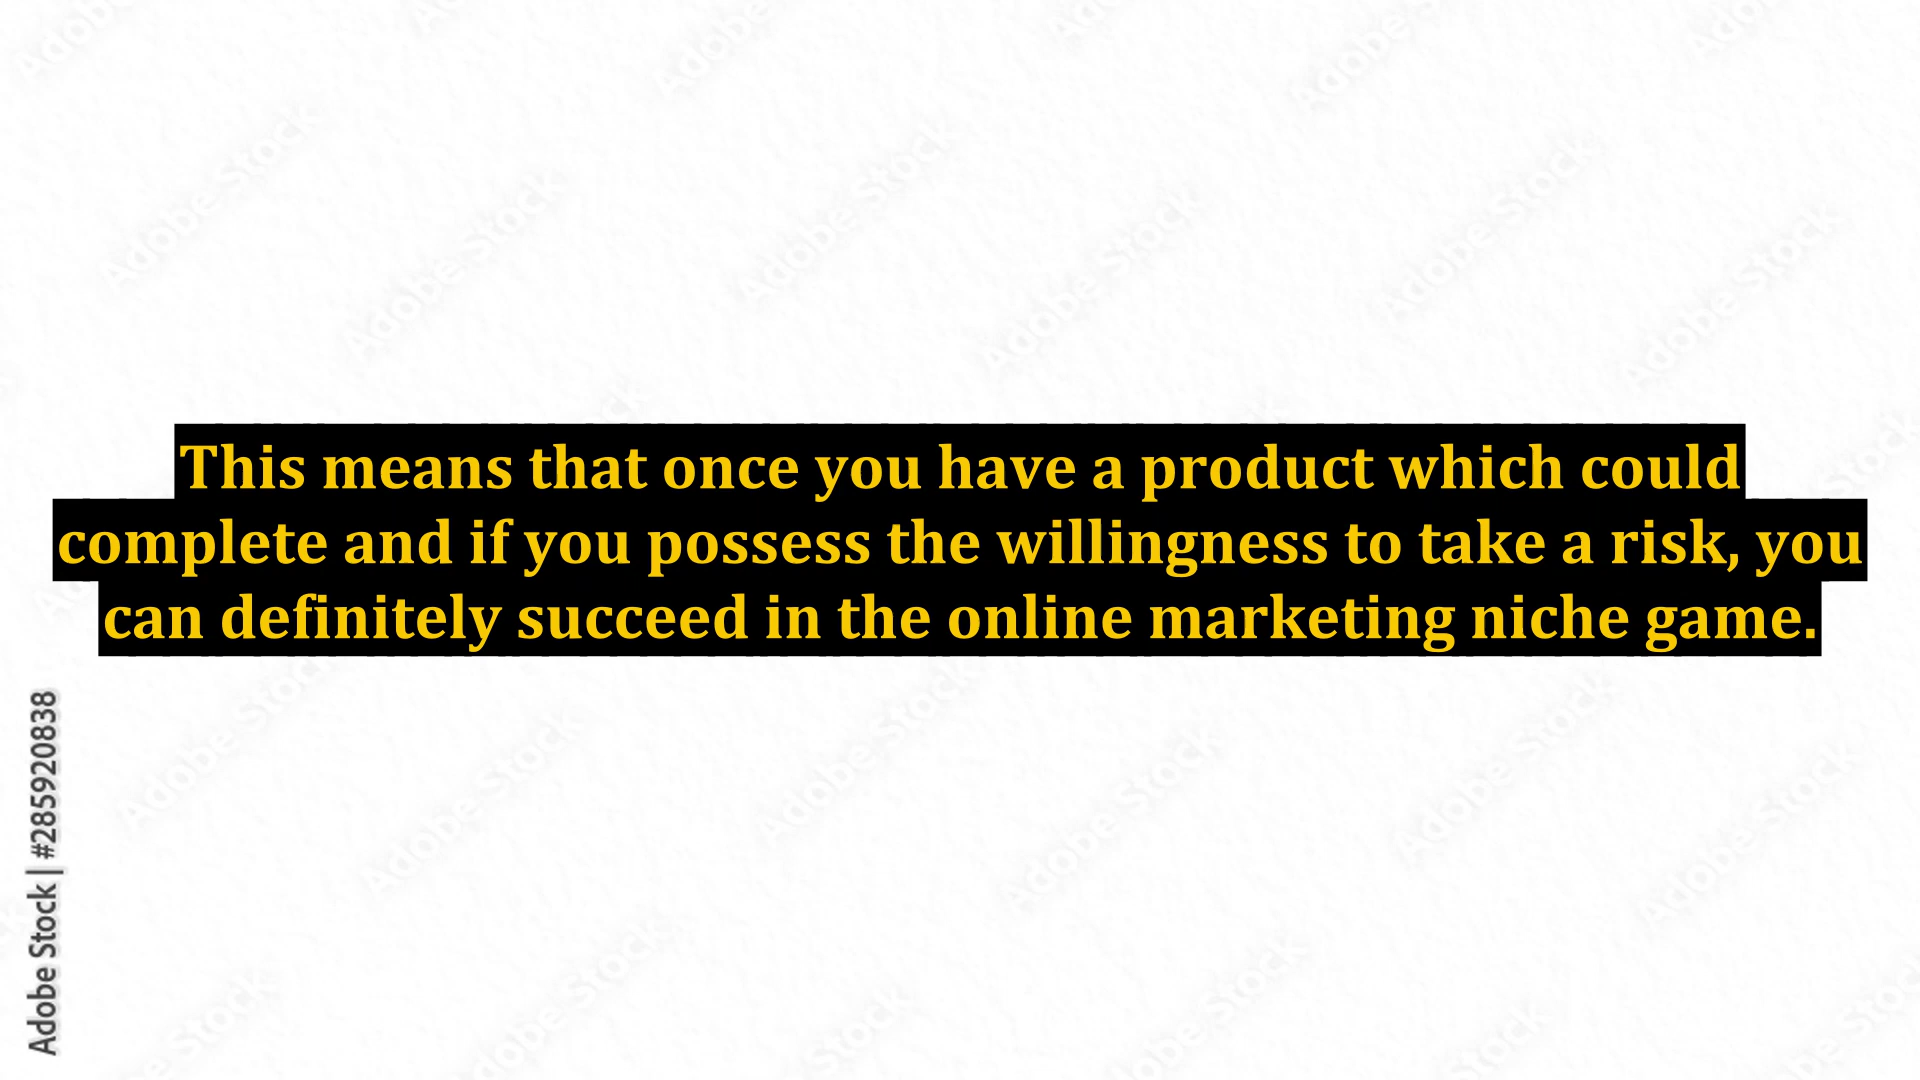 This means that once you have a product which could
complete and if you possess the willingness to take a risk, you
can definitely succeed in the online marketing niche game.
Adobe Stock | #285920838